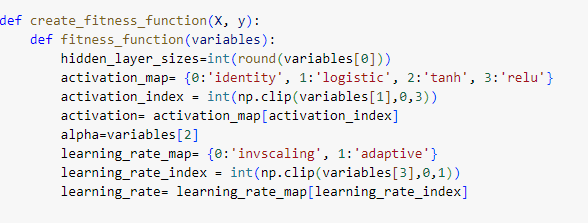 def create_fitness_function(X, y):
    def fitness_function(variables):
        hidden_layer_sizes=int(round(variables[0]))
        activation_map= {0:'identity', 1:'logistic', 2:'tanh', 3:'relu'}
        activation_index = int(np.clip(variables[1],0,3))
        activation= activation_map[activation_index]
        alpha=variables[2]
        learning_rate_map= {0:'invscaling', 1:'adaptive'}
        learning_rate_index = int(np.clip(variables[3],0,1))
        learning_rate= learning_rate_map[learning_rate_index]